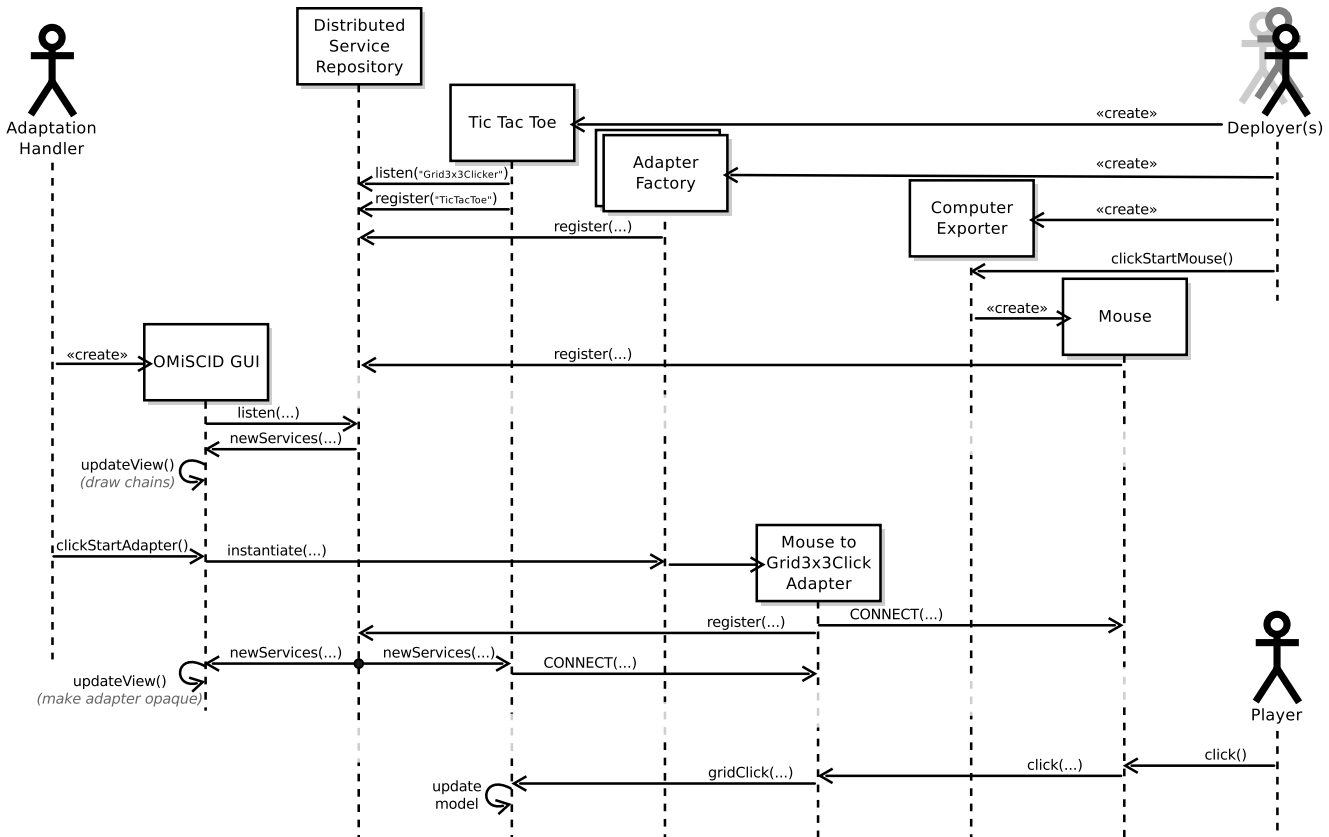 Distributed
Service
Repository
Adaptation
Handler
Tic Tac Toe
«create»
Deployer(s)
Adapter
Factory
«create»
listen("Grid3x3Clicker")
register("TicTacToe")
Computer
Exporter
«create»
register(...)
clickStartMouse()
«create»
Mouse
«create»
OMiSCID GUI
register(...)
listen(...)
newServices(...)
updateView()
(draw chains)
clickStartAdapter()
instantiate(...)
Mouse to
Grid3x3Click
Adapter
register(...)
CONNECT(...)
newServices(...)
newServices(...)
CONNECT(...)
updateView()
(make adapter opaque)
Player
click()
click(...)
gridClick(...)
update
model